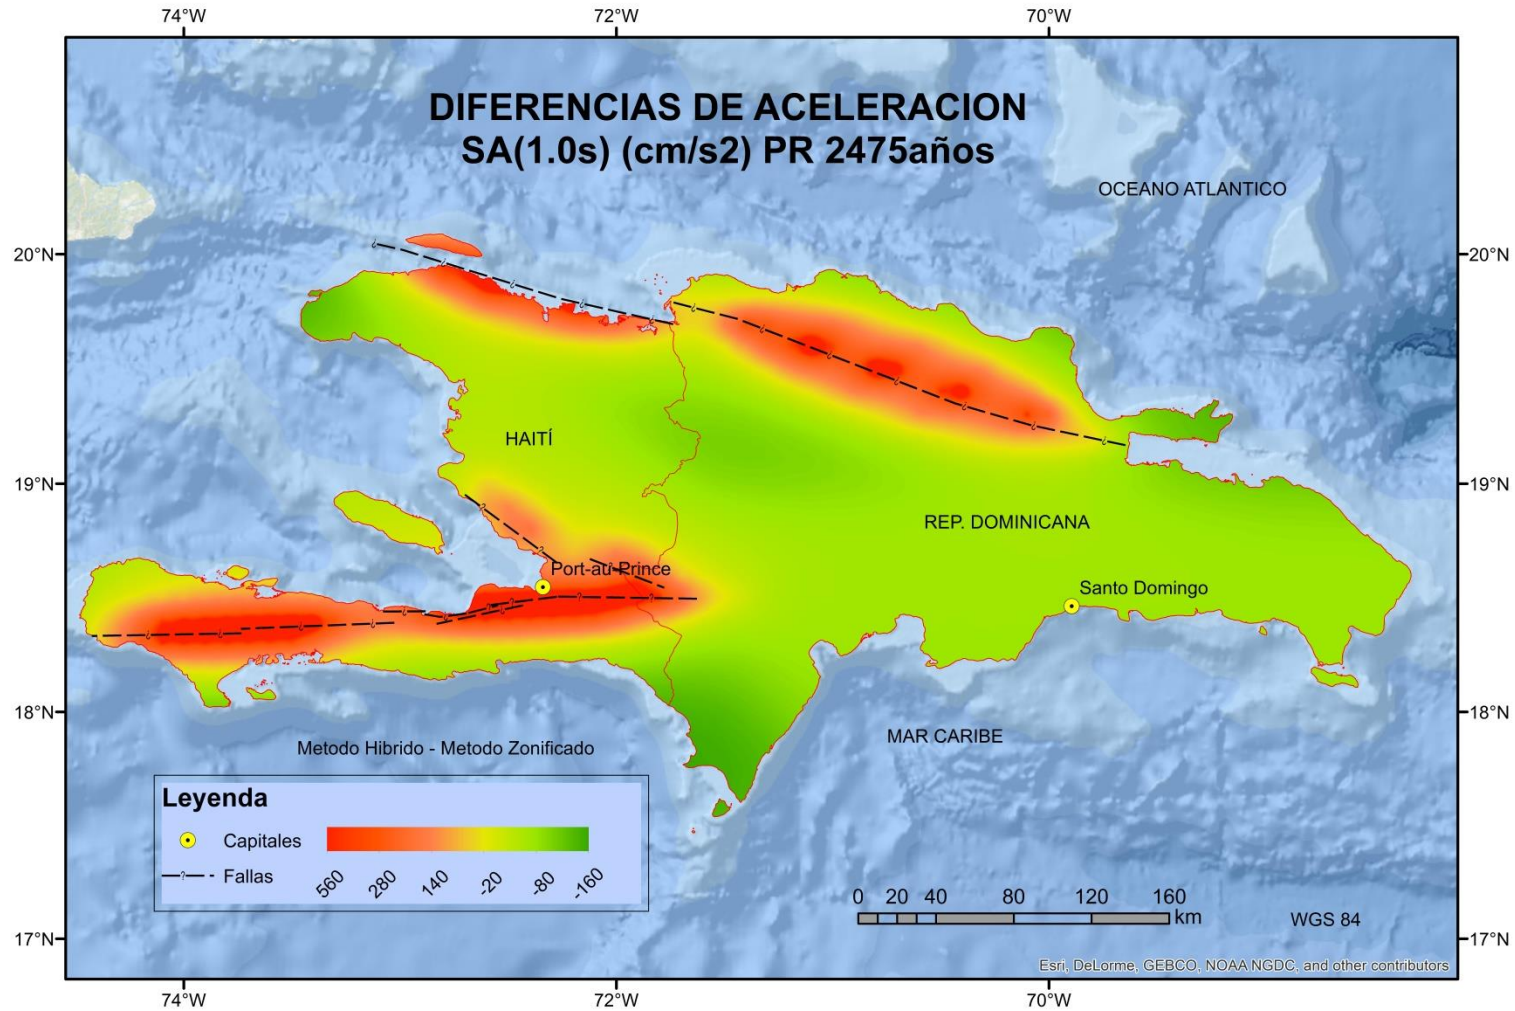 74°W 72°W 70°W
DIFERENCIAS DE ACELERACION
SA(1.0s) (cm/s2) PR 2475años
OCEANO ATLANTICO
20°N 20°N
HAITÍ
19°N 19°N
REP. DOMINICANA
Port-au-Prince
Santo Domingo
18°N 18°N
MAR CARIBE
Metodo Hibrido - Metodo Zonificado
Leyenda
Capitales
Fallas
560 280 140 -20 -80 -160
0 20 40 80 120 160
km
WGS 84
17°N 17°N
Esri, DeLorme, GEBCO, NOAA NGDC, and other contributors
74°W 72°W 70°W